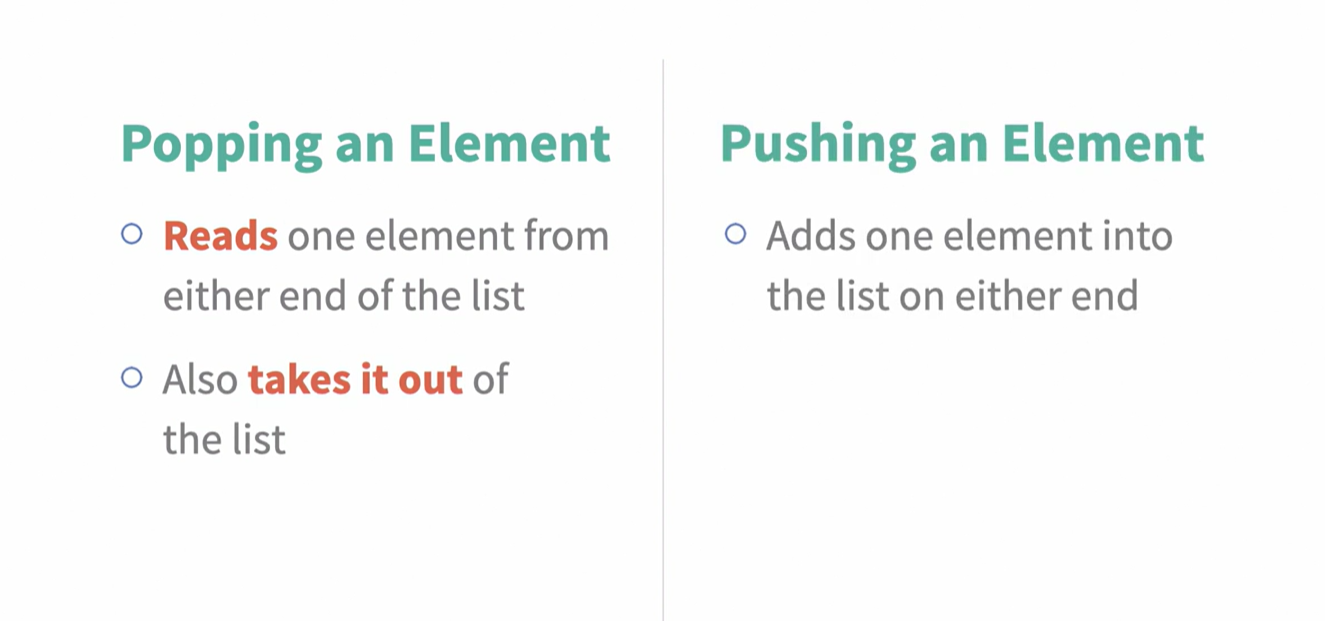 Popping an Element
Reads one element from
either end of the list
Also takes it out of
the list
Pushing an Element
Adds one element into
the list on either end